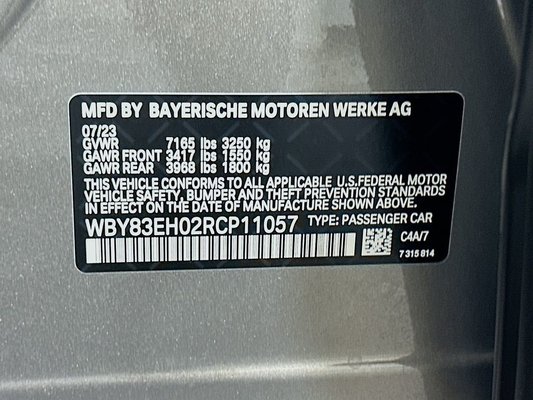 MFD BY BAYERISCHE MOTOREN WERKE AG
07/23
GVWR 7165 lbs 3250 kg
GAWR FRONT 3417 lbs 1550 kg
GAWR REAR 3968 lbs 1800 kg
THIS VEHICLE CONFORMS TO ALL APPLICABLE U.S.FEDERAL MOTOR
VEHICLE SAFETY, BUMPER AND THEFT PREVENTION STANDARDS
IN EFFECT ON THE DATE OF MANUFACTURE SHOWN ABOVE.
WBY83EH02RCP11057 TYPE: PASSENGER CAR
C4A/7
7 315 814